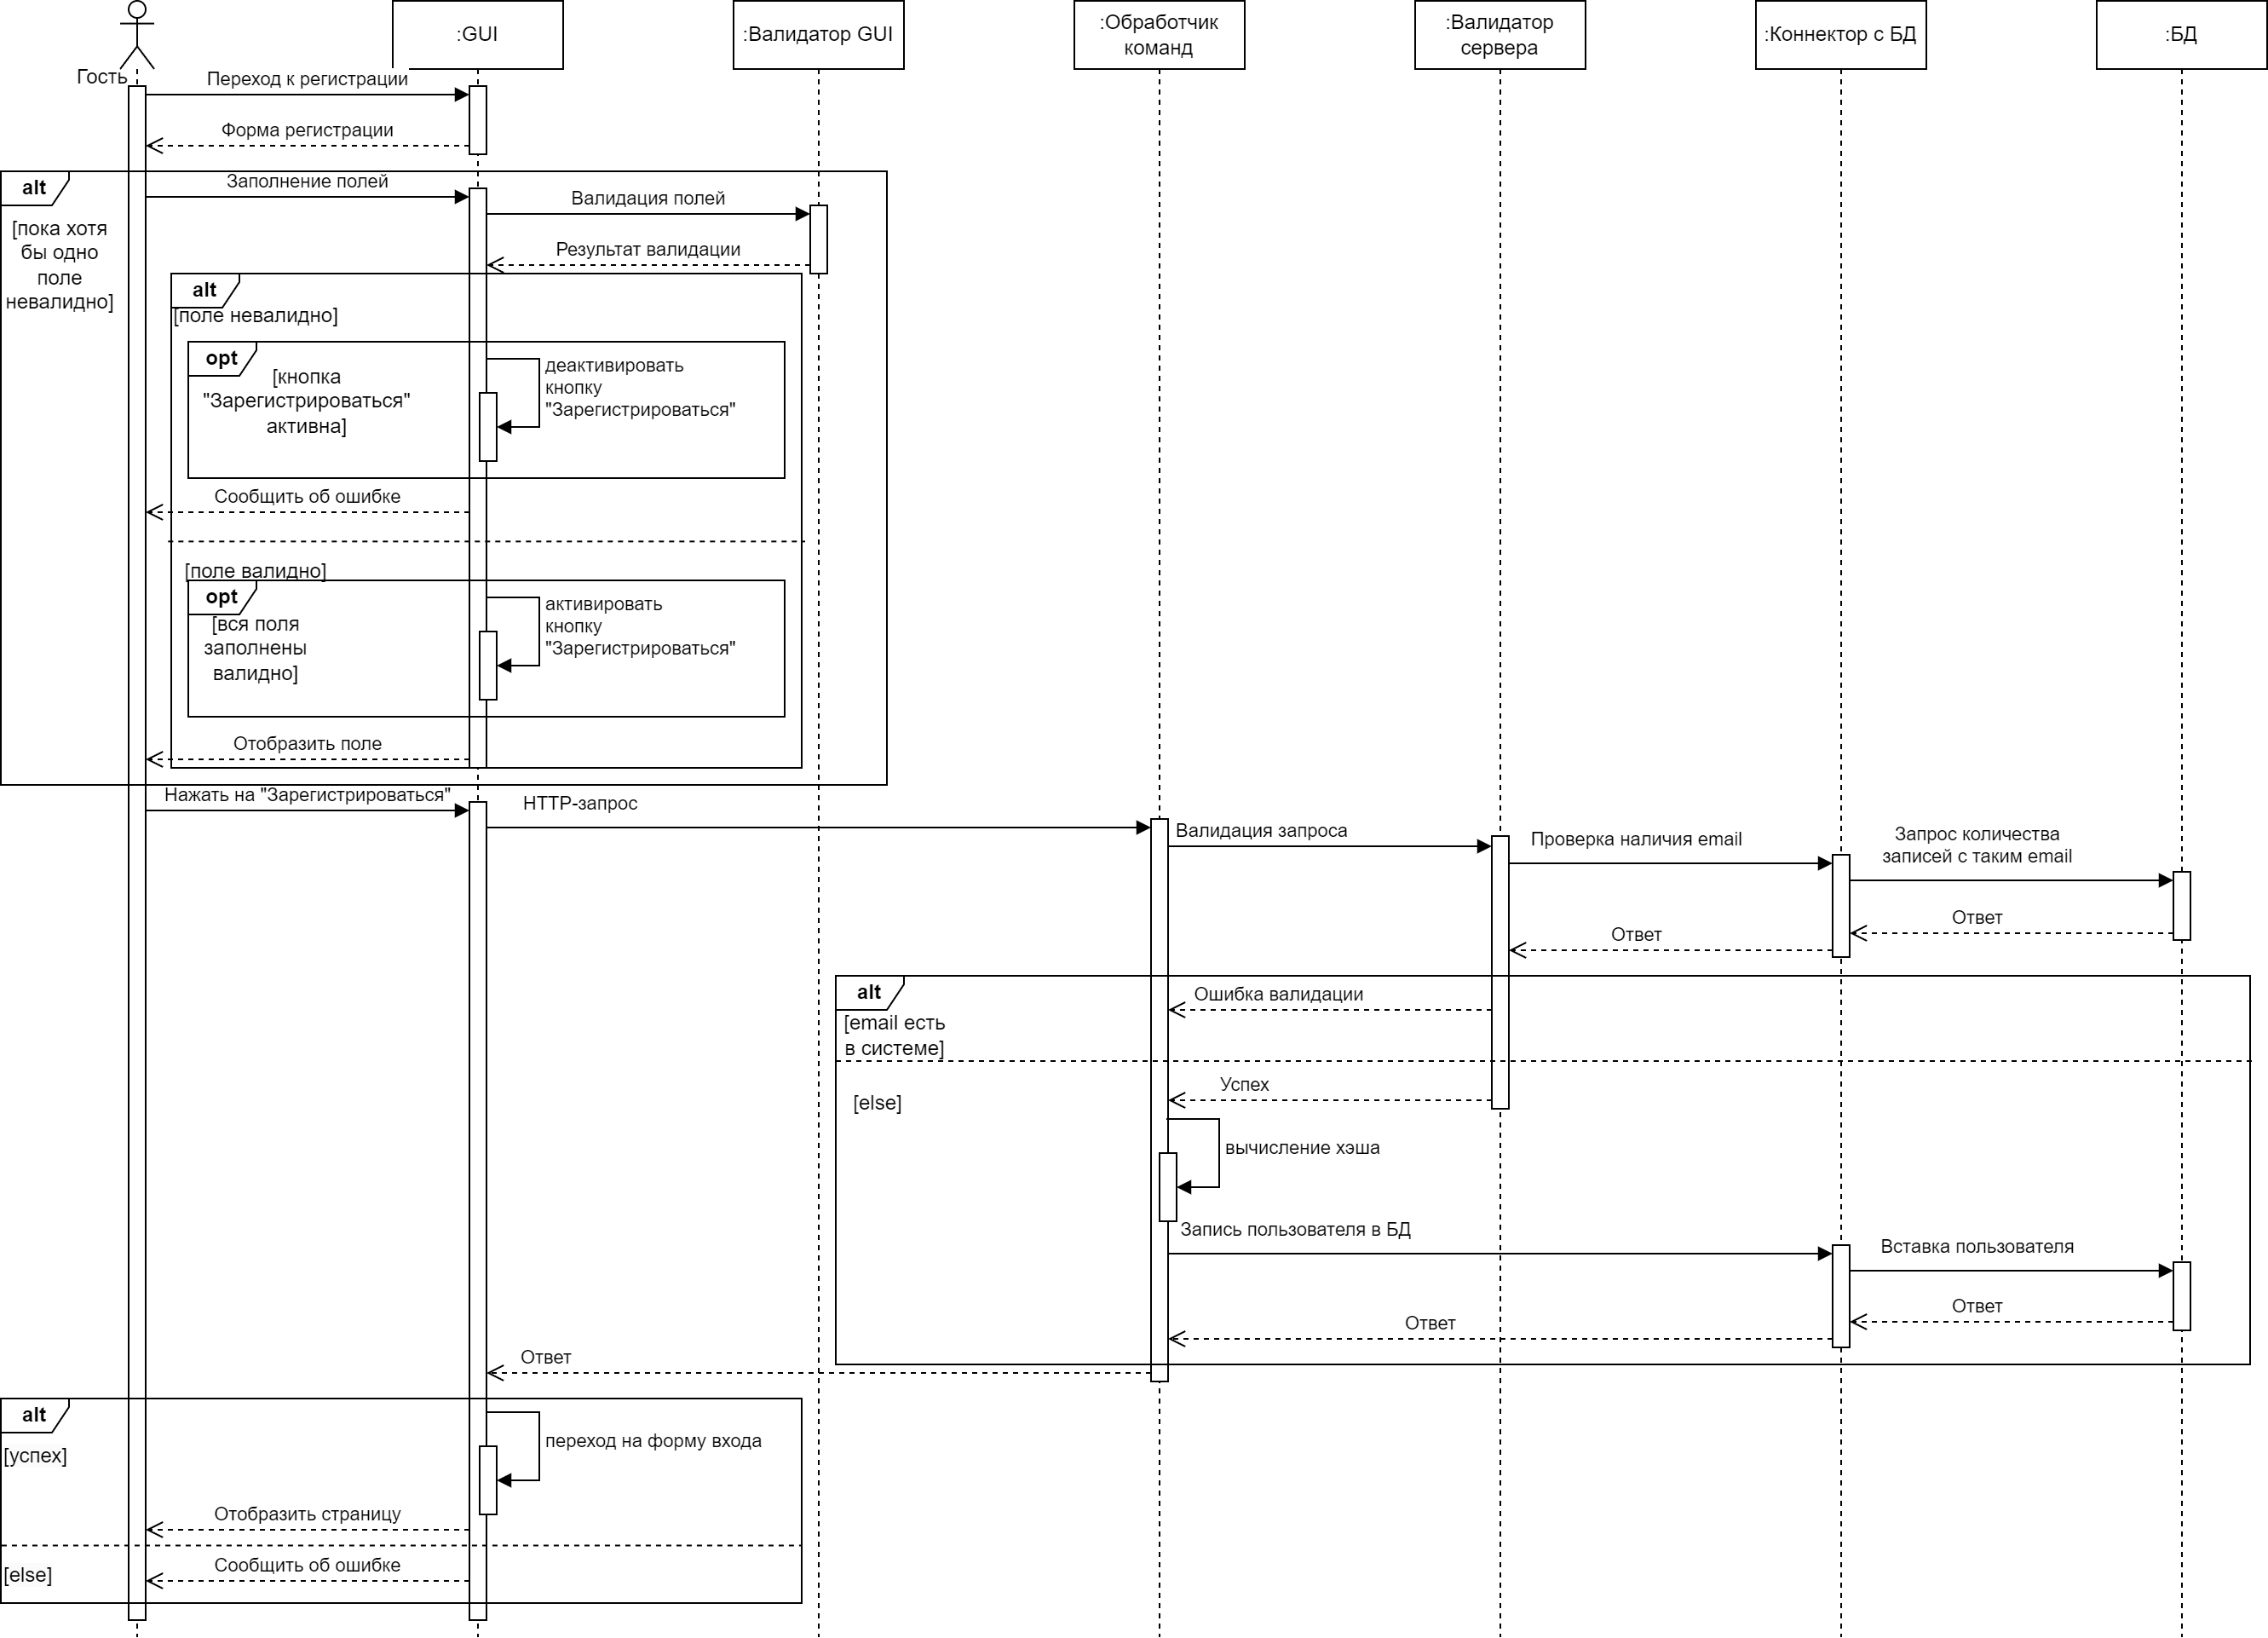 :GUI
:Валидатор GUI
:Обработчик
команд
:Валидатор
сервера
:Коннектор с БД
:БД
Гость
Переход к регистрации
Форма регистрации
alt
Заполнение полей
[пока хотя
бы одно
поле
невалидно]
Валидация полей
Результат валидации
alt
[поле невалидно]
opt
[кнопка
"Зарегистрироваться"
активна]
деактивировать
кнопку
"Зарегистрироваться"
Сообщить об ошибке
[поле валидно]
opt
[вся поля
заполнены
валидно]
активировать
кнопку
"Зарегистрироваться"
Отобразить поле
Нажать на "Зарегистрироваться"
HTTP-запрос
Валидация запроса
Проверка наличия email
Запрос количества
записей с таким email
Ответ
Ответ
alt
[email есть
в системе]
Ошибка валидации
[else]
Успех
вычисление хэша
Запись пользователя в БД
Вставка пользователя
Ответ
Ответ
Ответ
alt
[успех]
переход на форму входа
Отобразить страницу
[else]
Сообщить об ошибке